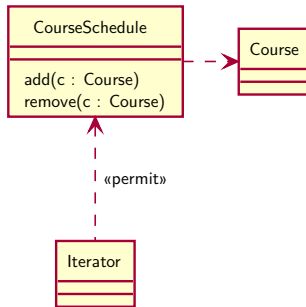 CourseSchedule
add(c : Course)
remove(c : Course)
Course
«permit»
Iterator